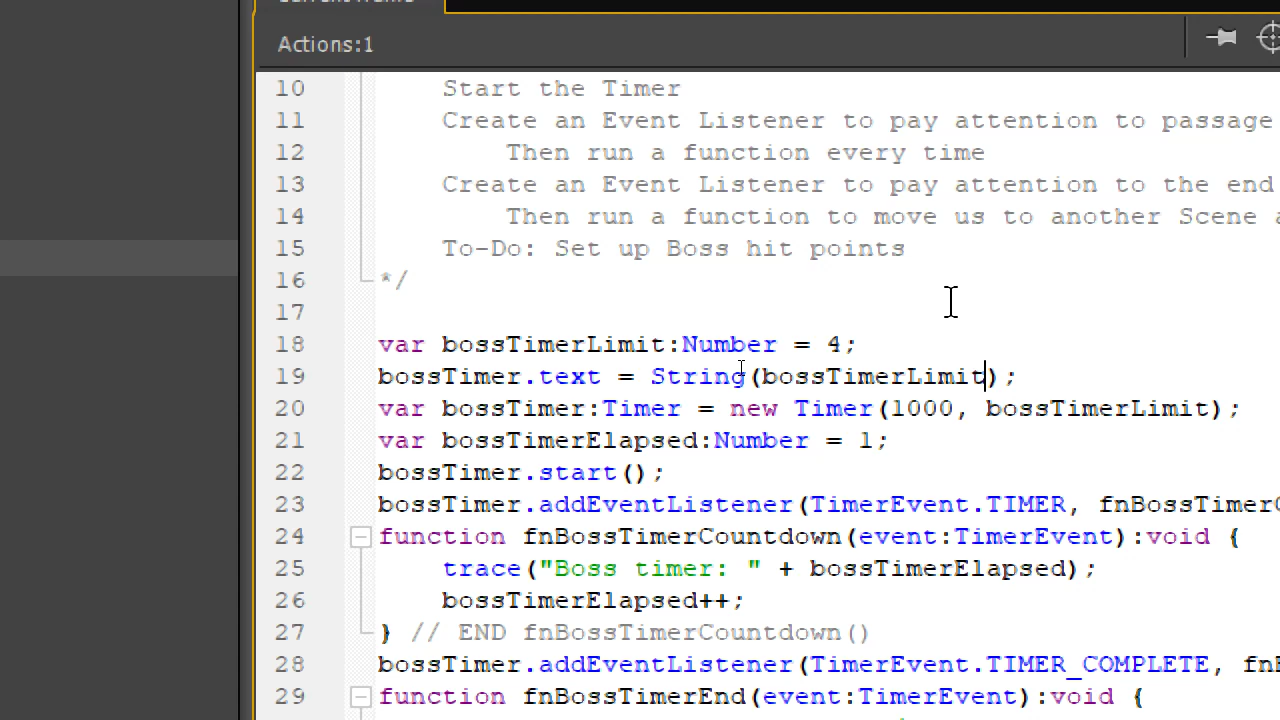 Actions:1
10 Start the Timer
11 Create an Event Listener to pay attention to passage
12 Then run a function every time
13 Create an Event Listener to pay attention to the end
14 Then run a function to move us to another Scene
15 To-Do: Set up Boss hit points
16 */
17
18 var bossTimerLimit:Number = 4;
19 bossTimer.text = String(bossTimerLimit);
20 var bossTimer:Timer = new Timer(1000, bossTimerLimit);
21 var bossTimerElapsed:Number = 1;
22 bossTimer.start();
23 bossTimer.addEventListener(TimerEvent.TIMER, fnBossTimer
24 function fnBossTimerCountdown(event:TimerEvent):void {
25 trace("Boss timer: " + bossTimerElapsed);
26 bossTimerElapsed++;
27 } // END fnBossTimerCountdown()
28 bossTimer.addEventListener(TimerEvent.TIMER_COMPLETE, fn
29 function fnBossTimerEnd(event:TimerEvent):void {